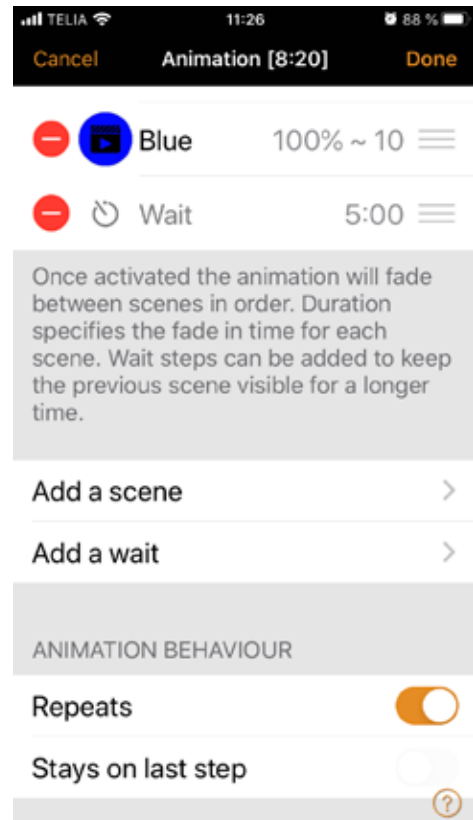 TELIA 11:26 88 %
Cancel Animation [8:20] Done
Blue 100% ~ 10
Wait 5:00
Once activated the animation will fade
between scenes in order. Duration
specifies the fade in time for each
scene. Wait steps can be added to keep
the previous scene visible for a longer
time.
Add a scene
Add a wait
ANIMATION BEHAVIOUR
Repeats
Stays on last step
?